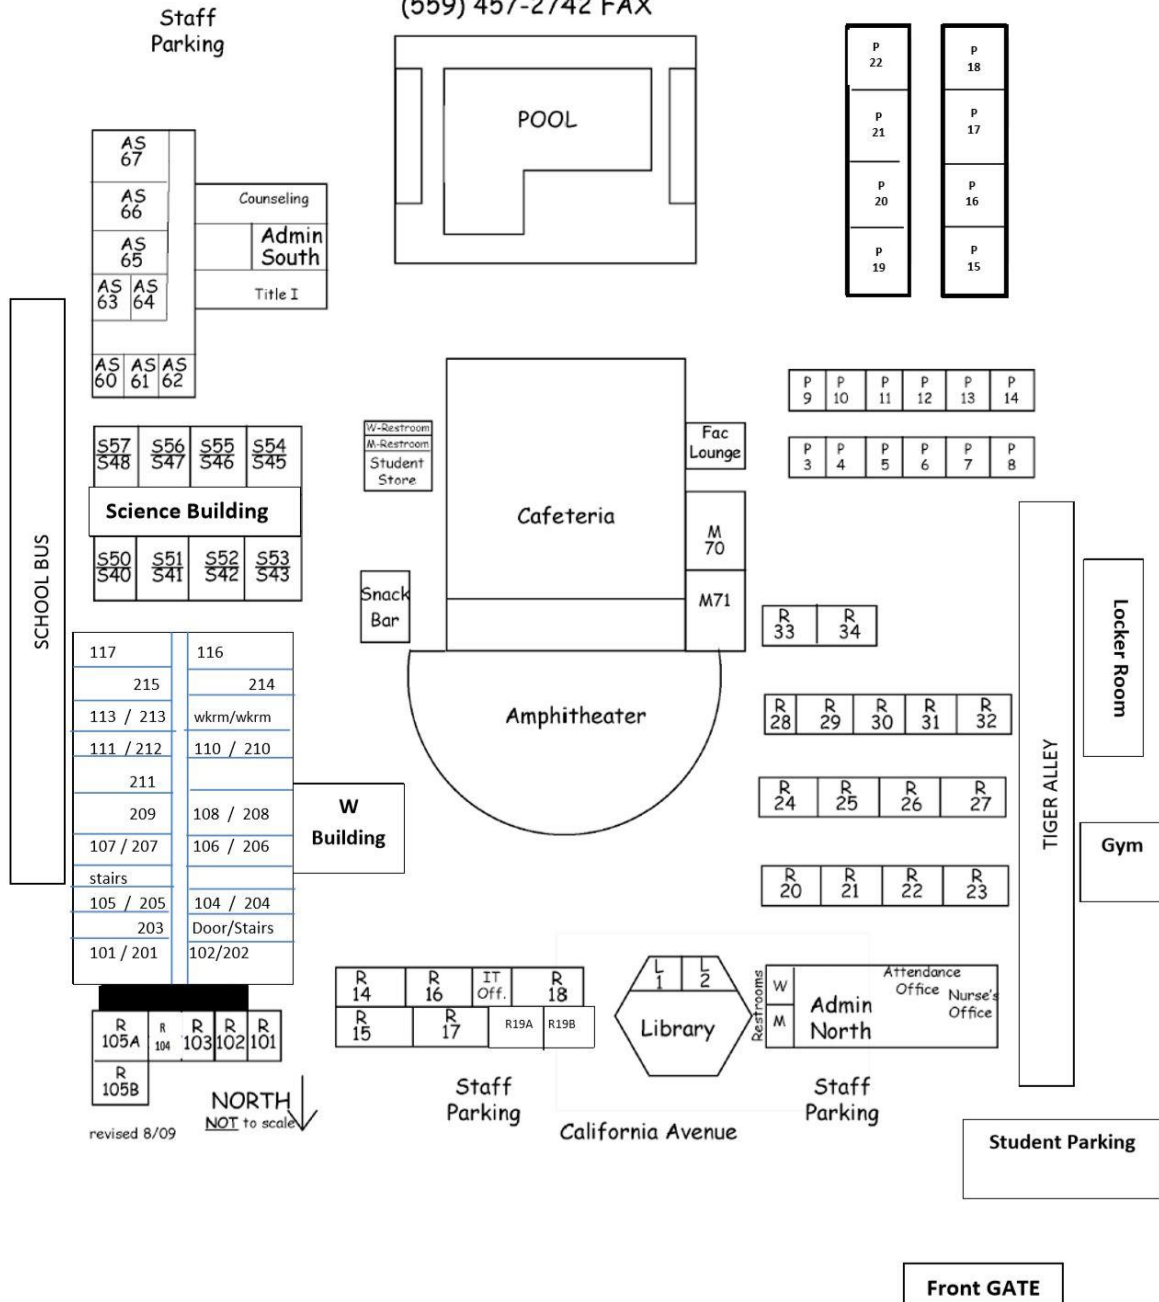 (559) 457-2742 FAX
Staff
Parking
POOL
P
22
P
21
P
20
P
19
P
18
P
17
P
16
P
15
AS
67
AS
66
AS
65
AS
63
AS
64
AS
60
AS
61
AS
62
Counseling
Admin
South
Title I
SCHOOL BUS
S57
S48
S56
S47
S55
S46
S54
S45
Science Building
S50
S40
S51
S41
S52
S42
S53
S43
W-Restroom
M-Restroom
Student
Store
Snack
Bar
Cafeteria
Fac
Lounge
M
70
M71
Amphitheater
P
9
P
10
P
11
P
12
P
13
P
14
P
3
P
4
P
5
P
6
P
7
P
8
R
33
R
34
R
28
R
29
R
30
R
31
R
32
R
24
R
25
R
26
R
27
R
20
R
21
R
22
R
23
TIGER ALLEY
Locker Room
Gym
117
116
215
214
113 / 213
wkrm/wkrm
111 / 212
110 / 210
211
209
108 / 208
107 / 207
106 / 206
stairs
105 / 205
104 / 204
203
Door/Stairs
101 / 201
102/202
W
Building
R
105A
R
104
R
103
R
102
R
101
R
105B
NORTH
NOT to scale
revised 8/09
R
14
R
16
IT
Off.
R
18
R
15
R
17
R19A
R19B
L
1
L
2
Library
Restrooms
W
M
Admin
North
Attendance
Office
Nurse's
Office
Staff
Parking
Staff
Parking
California Avenue
Student Parking
Front GATE